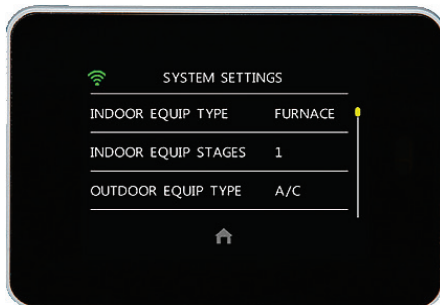 SYSTEM SETTINGS
INDOOR EQUIP TYPE FURNACE
INDOOR EQUIP STAGES 1
OUTDOOR EQUIP TYPE A/C